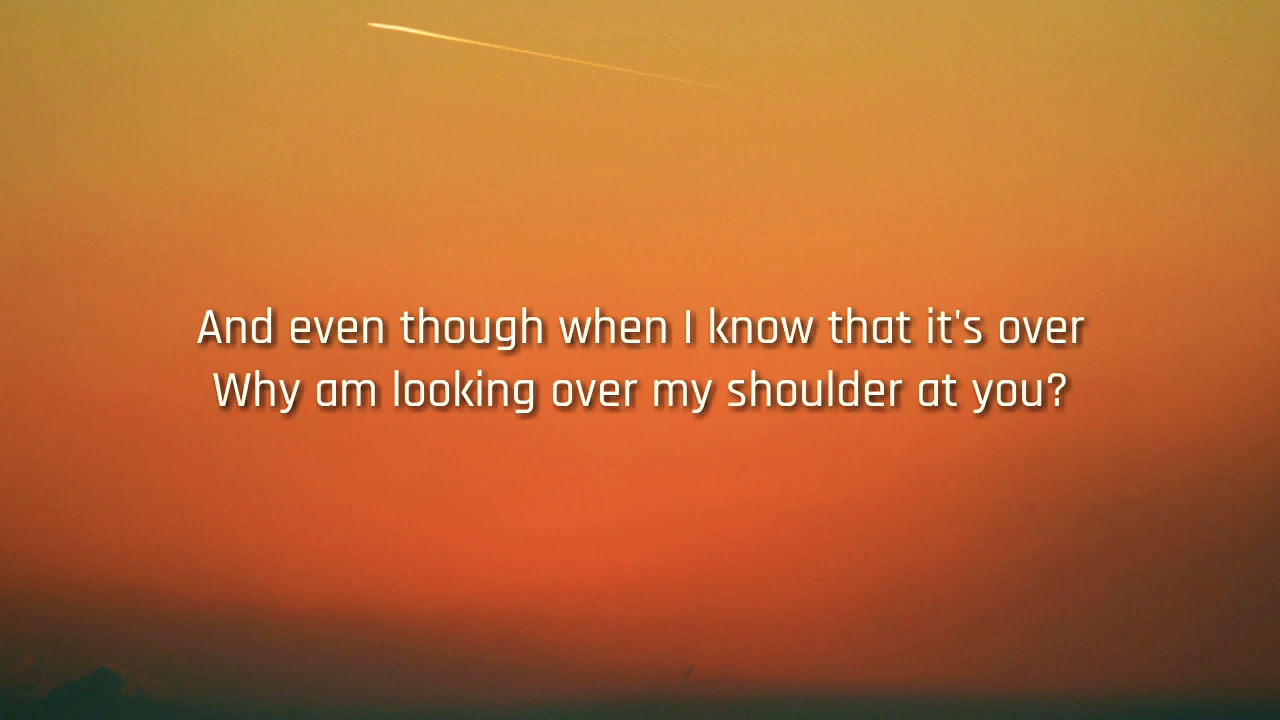 And even though when I know that it's over
Why am looking over my shoulder at you?